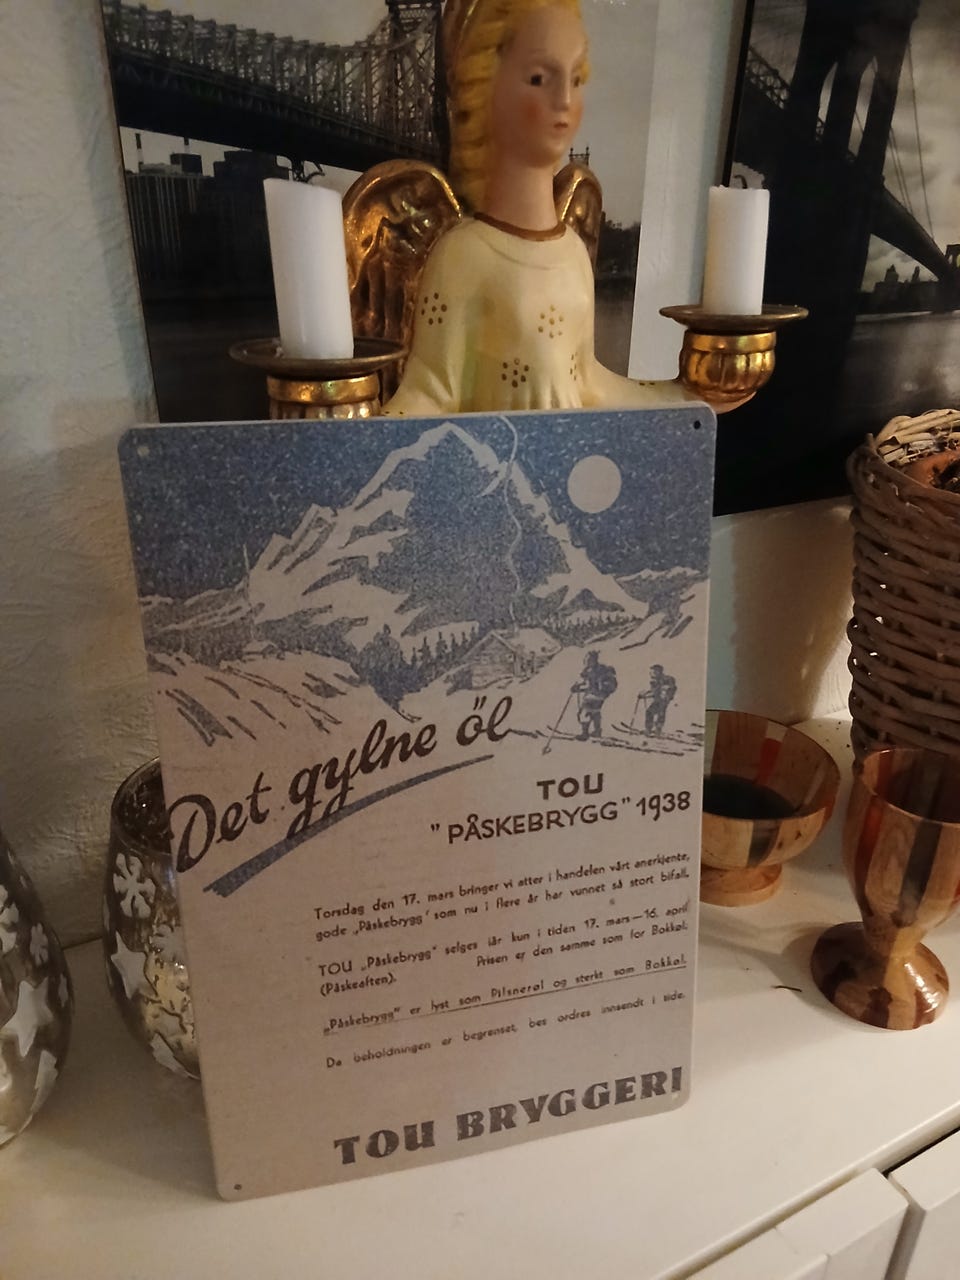 Det gylne öl
TOU
"PÅSKEBRYGG" 1938
Torsdag den 17. mars bringer vi atter i handelen vårt anerkjente,
gode „Påskebrygg" som nu i flere år har vunnet så stort bifall.
TOU „Påskebrygg" selges iår kun i tiden 17. mars—16. april
(Påskeaften). Prisen er den samme som for Bokköl.
„Påskebrygg" er lyst som Pilsneröl og sterkt som Bokköl.
Da beholdningen er begrenset, bes ordres innsendt i tide.
TOU BRYGGERI